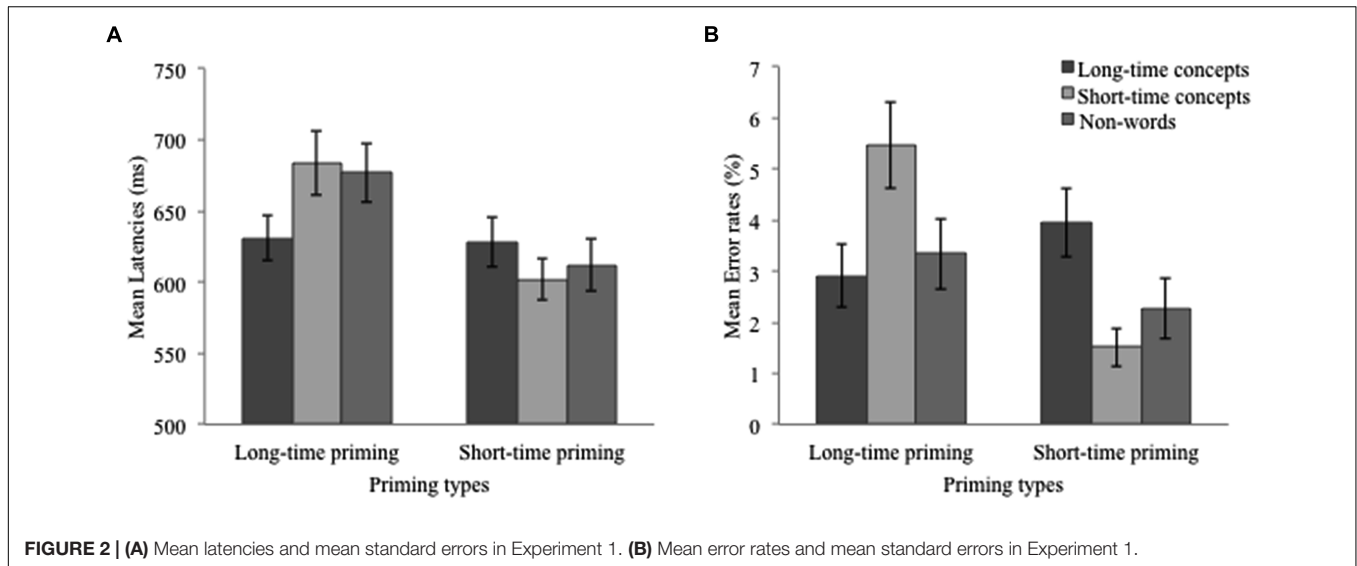 A
750
700
650
600
550
500
Mean Latencies (ms)
Long-time priming Short-time priming
Priming types
B
7
6
5
4
3
2
1
0
Mean Error rates (%)
Long-time concepts
Short-time concepts
Non-words
Long-time priming Short-time priming
Priming types
FIGURE 2 | (A) Mean latencies and mean standard errors in Experiment 1. (B) Mean error rates and mean standard errors in Experiment 1.